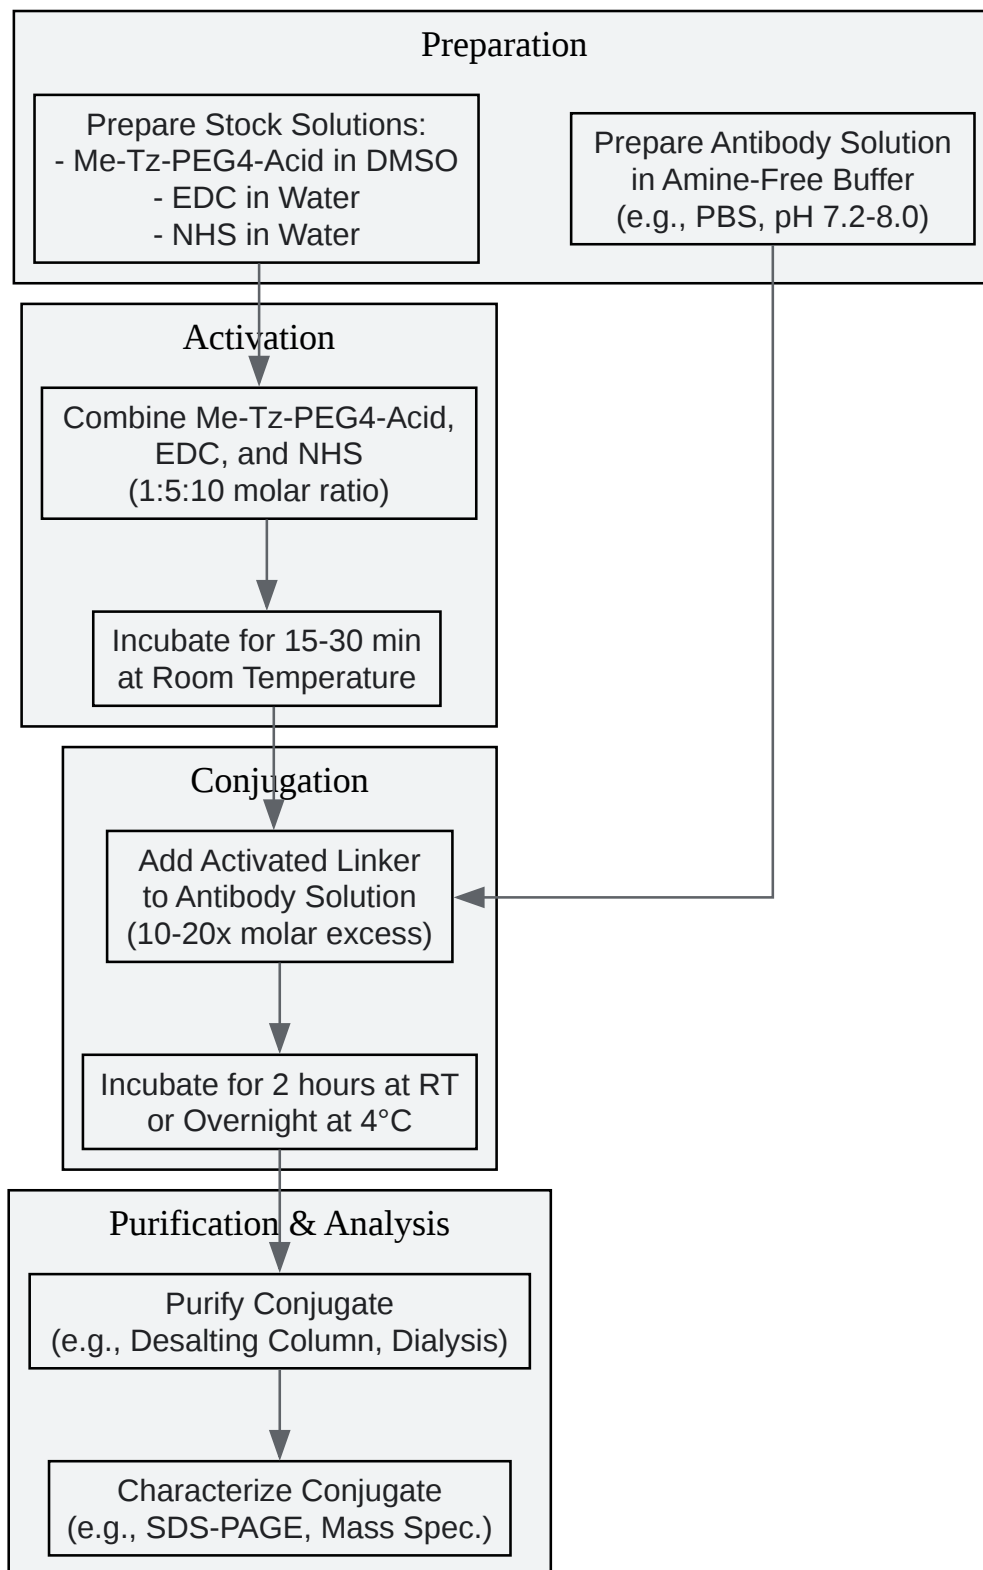 Preparation
Prepare Stock Solutions:
- Me-Tz-PEG4-Acid in DMSO
- EDC in Water
- NHS in Water
Prepare Antibody Solution
in Amine-Free Buffer
(e.g., PBS, pH 7.2-8.0)
Activation
Combine Me-Tz-PEG4-Acid,
EDC, and NHS
(1:5:10 molar ratio)
Incubate for 15-30 min
at Room Temperature
Conjugation
Add Activated Linker
to Antibody Solution
(10-20x molar excess)
Incubate for 2 hours at RT
or Overnight at 4°C
Purification & Analysis
Purify Conjugate
(e.g., Desalting Column, Dialysis)
Characterize Conjugate
(e.g., SDS-PAGE, Mass Spec.)